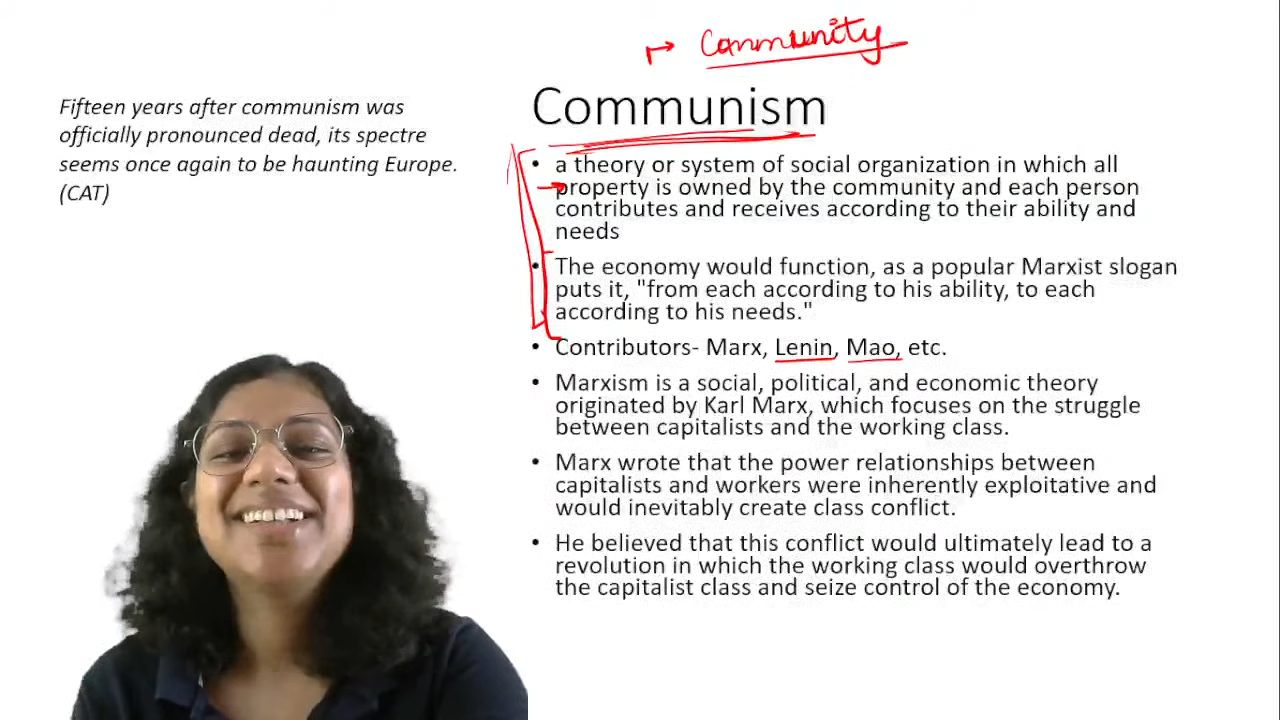 Community
Fifteen years after communism was
officially pronounced dead, its spectre
seems once again to be haunting Europe.
(CAT)
Communism
• a theory or system of social organization in which all
property is owned by the community and each person
contributes and receives according to their ability and
needs
• The economy would function, as a popular Marxist slogan
puts it, "from each according to his ability, to each
according to his needs."
• Contributors- Marx, Lenin, Mao, etc.
• Marxism is a social, political, and economic theory
originated by Karl Marx, which focuses on the struggle
between capitalists and the working class.
• Marx wrote that the power relationships between
capitalists and workers were inherently exploitative and
would inevitably create class conflict.
• He believed that this conflict would ultimately lead to a
revolution in which the working class would overthrow
the capitalist class and seize control of the economy.